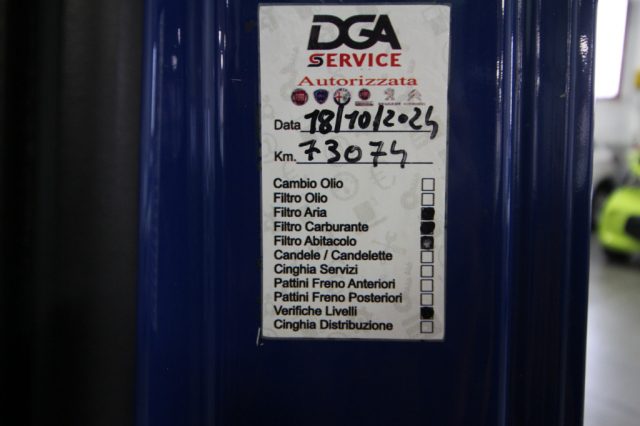 DGA
SERVICE
Autorizzata
Data 18/10/2024
Km. 73074
Cambio Olio
Filtro Olio
Filtro Aria
Filtro Carburante
Filtro Abitacolo
Candele / Candelette
Cinghia Servizi
Pattini Freno Anteriori
Pattini Freno Posteriori
Verifiche Livelli
Cinghia Distribuzione